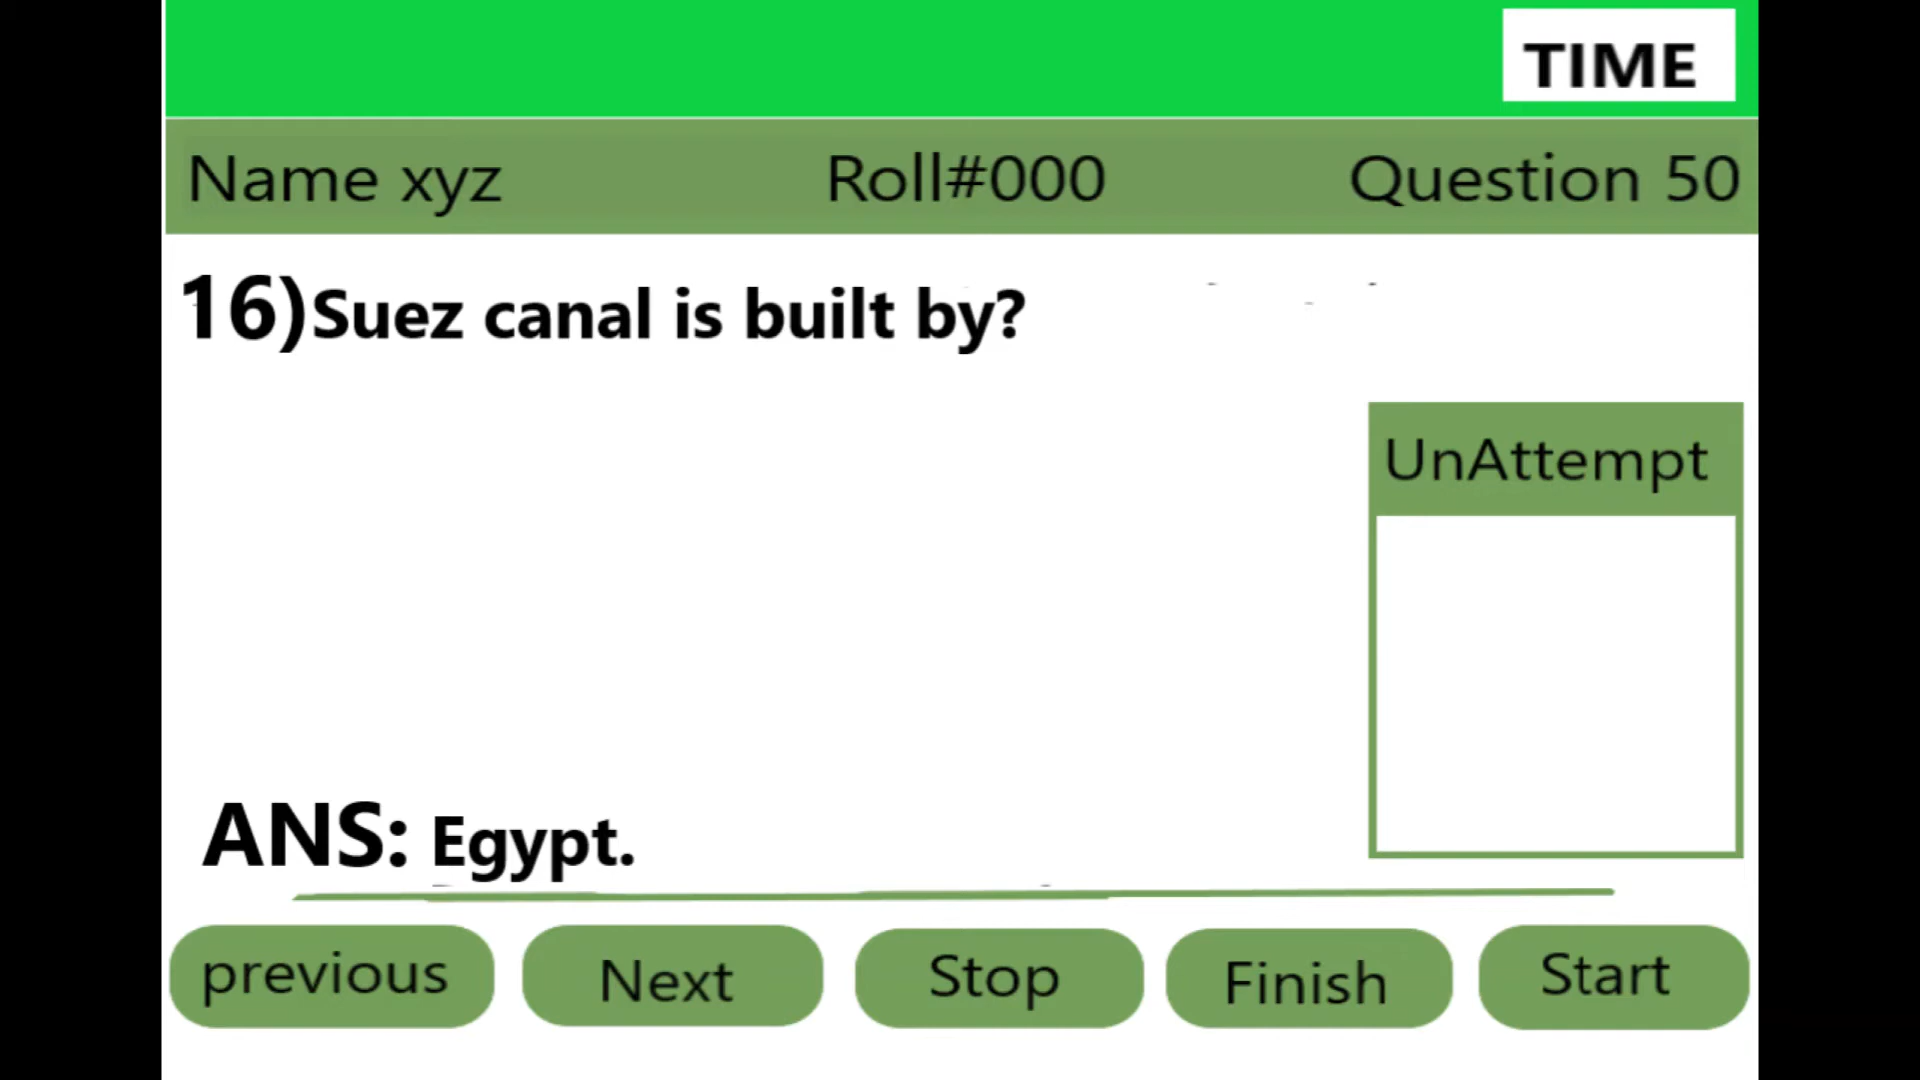 TIME
Name xyz Roll#000 Question 50
16)Suez canal is built by?
UnAttempt
ANS: Egypt.
previous Next Stop Finish Start